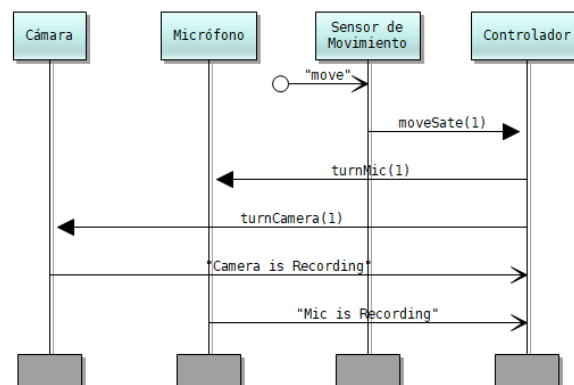 Cámara
Micrófono
Sensor de
Movimiento
Controlador
"move"
moveSate(1)
turnMic(1)
turnCamera(1)
"Camera is Recording"
"Mic is Recording"